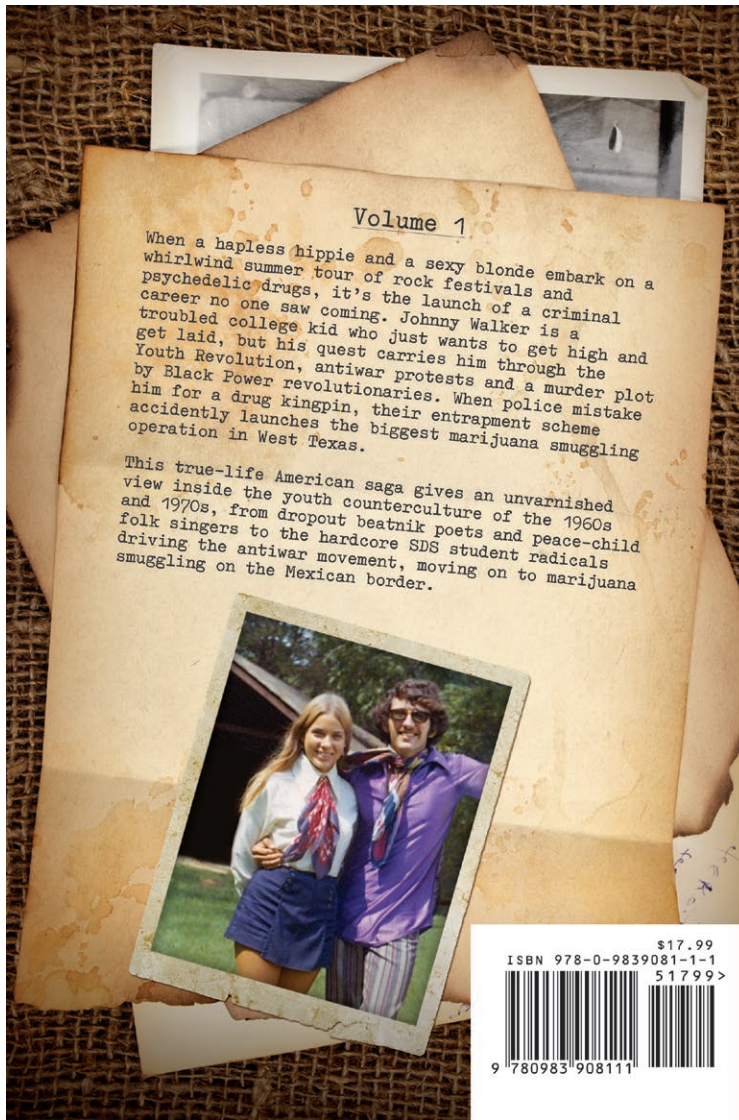 Volume 1
When a hapless hippie and a sexy blonde embark on a
whirlwind summer tour of rock festivals and
psychedelic drugs, it's the launch of a criminal
career no one saw coming. Johnny Walker is a
troubled college kid who just wants to get high and
get laid, but his quest carries him through the
Youth Revolution, antiwar protests and a murder plot
by Black Power revolutionaries. When police mistake
him for a drug kingpin, their entrapment scheme
accidently launches the biggest marijuana smuggling
operation in West Texas.
This true-life American saga gives an unvarnished
view inside the youth counterculture of the 1960s
and 1970s, from dropout beatnik poets and peace-child
folk singers to the hardcore SDS student radicals
driving the antiwar movement, moving on to marijuana
smuggling on the Mexican border.
$17.99
ISBN 978-0-9839081-1-1
51799>
9 780983 908111